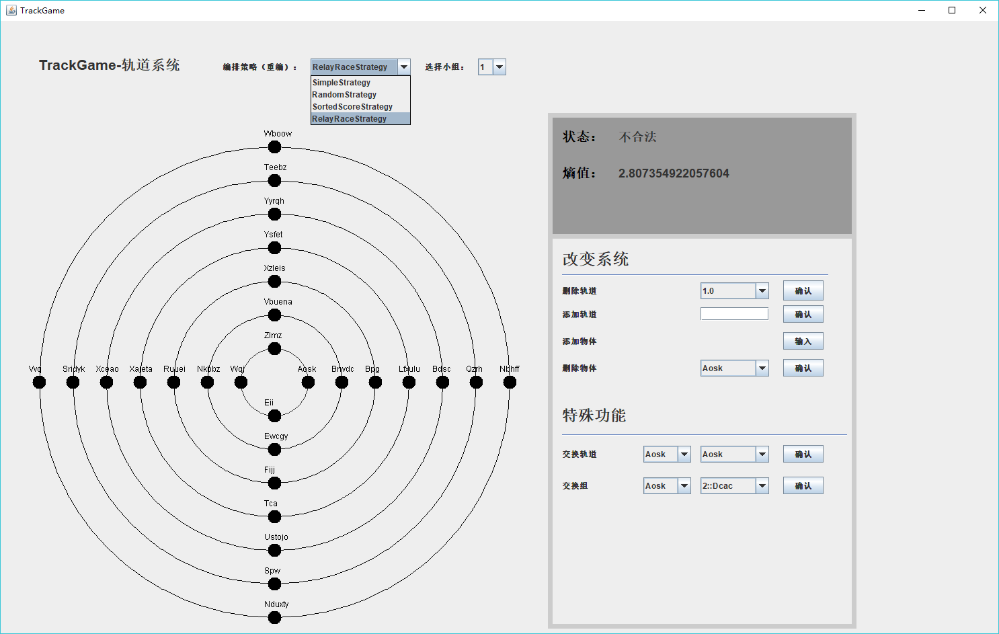 TrackGame
TrackGame-轨道系统
编排策略（重编）：
RelayRaceStrategy
选择小组：
1
SimpleStrategy
RandomStrategy
SortedScoreStrategy
RelayRaceStrategy
Wboow
Teebz
Yyrqh
Ysfet
Xzleis
Vbuena
Zlmz
Vvq Sridyk Xceao Xajeta Ruuei Nkbbz Wqi Aosk Brwdc Bpg Lfxulu Bdsc Qzrh Nbhff
Eii
Ewcgy
Fijj
Tca
Ustojo
Spw
Nduxty
状态： 不合法
熵值： 2.807354922057604
改变系统
删除轨道 1.0 确认
添加轨道 确认
添加物体 输入
删除物体 Aosk 确认
特殊功能
交换轨道 Aosk Aosk 确认
交换组 Aosk 2::Dcac 确认